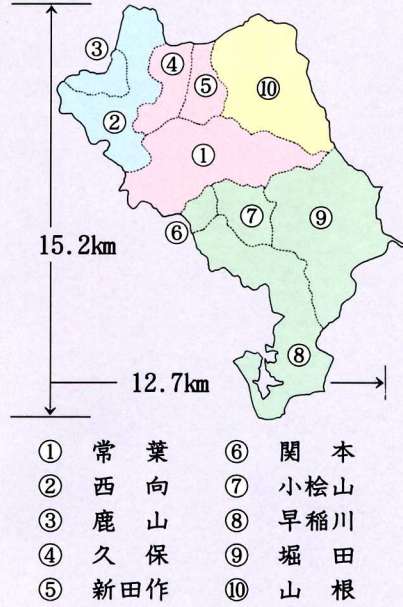 ③
④
⑤
⑩
②
①
⑥
⑦
⑨
15.2km
⑧
12.7km
① 常葉 ⑥ 関本
② 西向 ⑦ 小桧山
③ 鹿山 ⑧ 早稲川
④ 久保 ⑨ 堀田
⑤ 新田作 ⑩ 山根